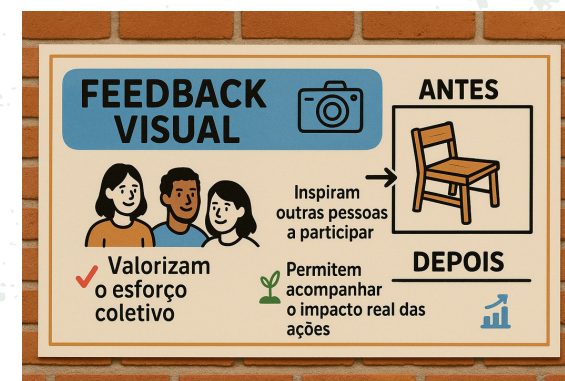 FEEDBACK
VISUAL
ANTES
Inspiram
outras pessoas
a participar
Valorizam
o esforço
coletivo
Permitem
acompanhar
o impacto real das
ações
DEPOIS